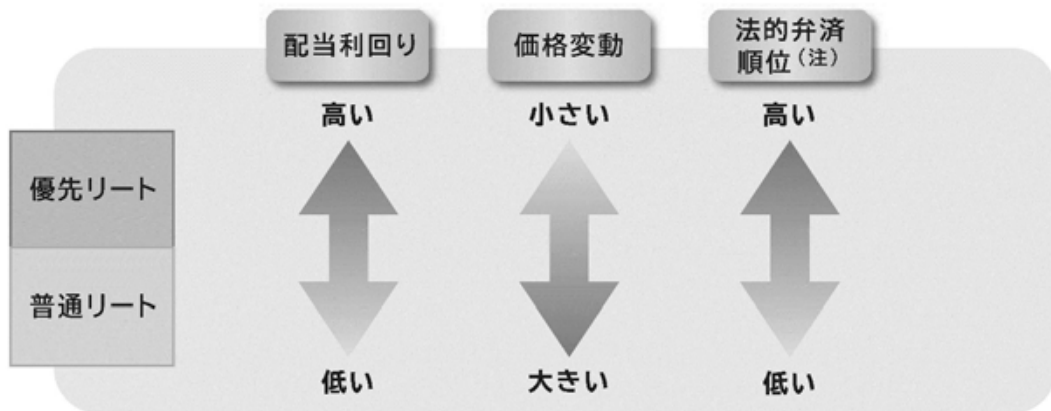 配当利回り
価格変動
法的弁済
順位(注)
高い
小さい
高い
優先リート
普通リート
低い
大きい
低い